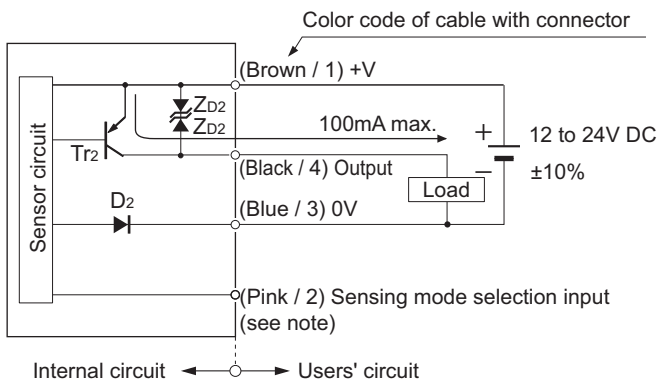 Color code of cable with connector
(Brown / 1) +V
ZD2
ZD2
100mA max.
Tr2
Sensor circuit
+
12 to 24V DC
−
±10%
(Black / 4) Output
Load
D2
(Blue / 3) 0V
(Pink / 2) Sensing mode selection input
(see note)
Internal circuit
Users' circuit